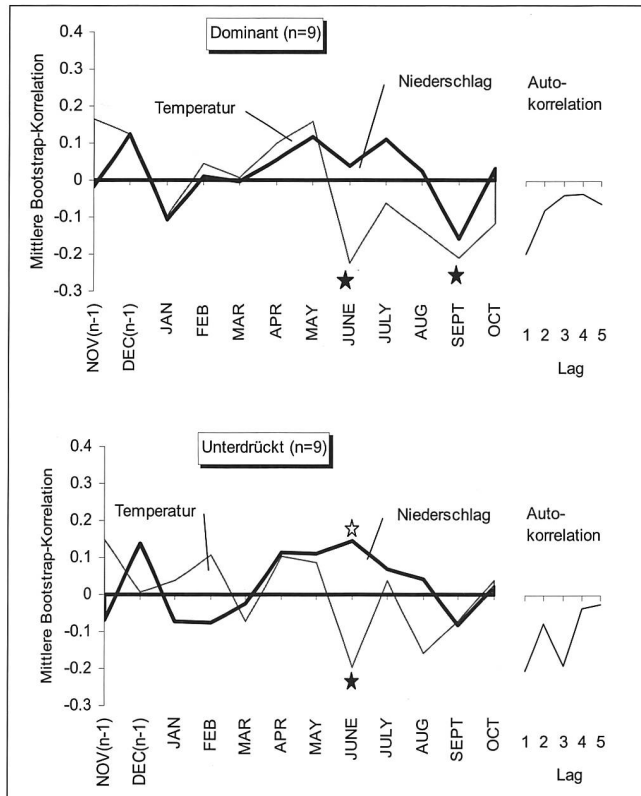 Dominant (n=9)
Mittlere Bootstrap-Korrelation
0.4
0.3
0.2
0.1
0
-0.1
-0.2
-0.3
Temperatur
Niederschlag
Auto-
korrelation
NOV(n-1)
DEC(n-1)
JAN
FEB
MAR
APR
MAY
JUNE
JULY
AUG
SEPT
OCT
1 2 3 4 5
Lag
Unterdrückt (n=9)
Mittlere Bootstrap-Korrelation
0.4
0.3
0.2
0.1
0
-0.1
-0.2
-0.3
Temperatur
Niederschlag
Auto-
korrelation
NOV(n-1)
DEC(n-1)
JAN
FEB
MAR
APR
MAY
JUNE
JULY
AUG
SEPT
OCT
1 2 3 4 5
Lag